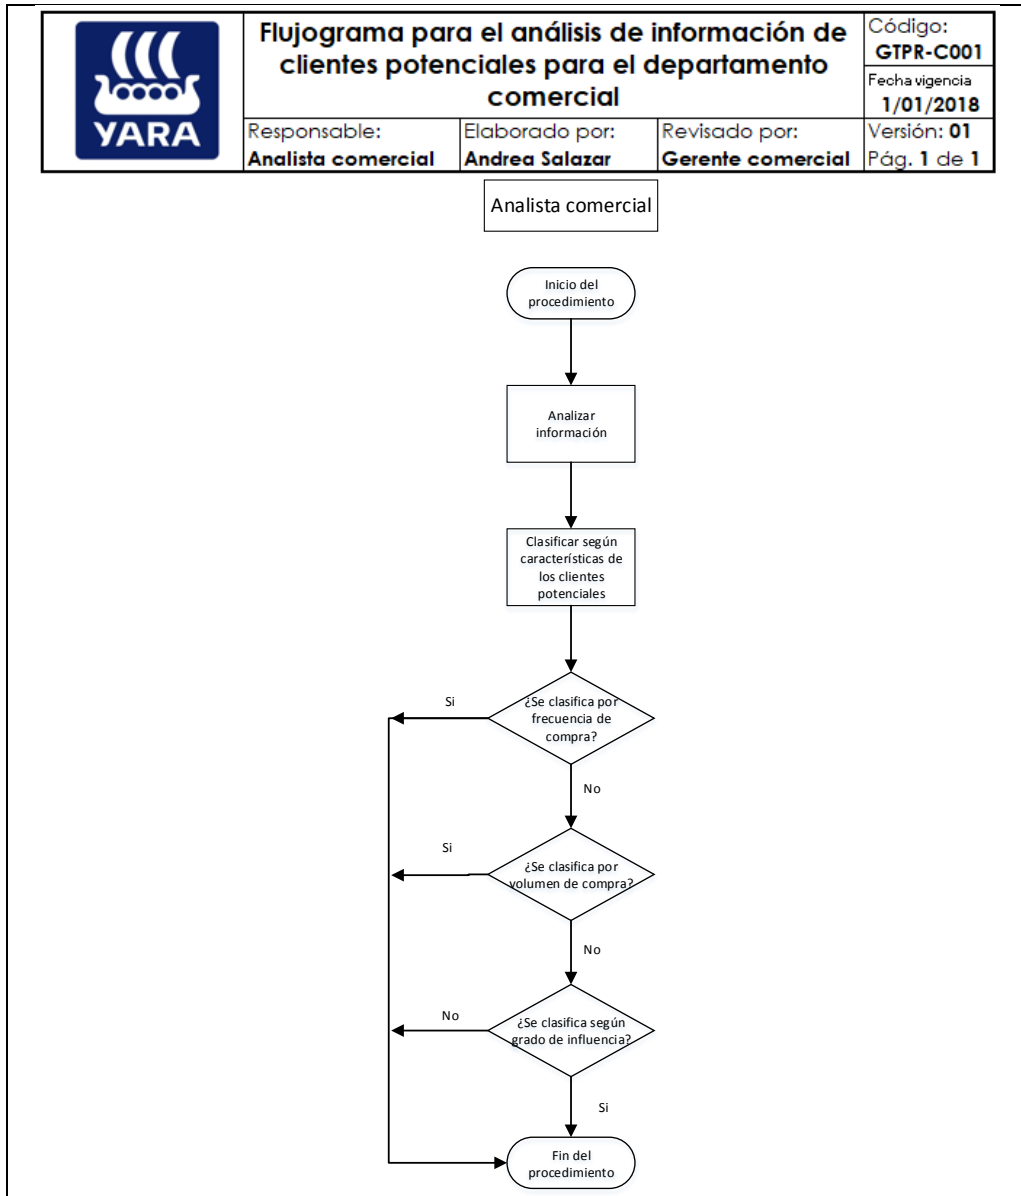 YARA
Flujograma para el análisis de información de
clientes potenciales para el departamento
comercial
Código:
GTPR-C001
Fecha vigencia
1/01/2018
Responsable:
Analista comercial
Elaborado por:
Andrea Salazar
Revisado por:
Gerente comercial
Versión: 01
Pág. 1 de 1
Analista comercial
Inicio del
procedimiento
Analizar
información
Clasificar según
características de
los clientes
potenciales
Si
¿Se clasifica por
frecuencia de
compra?
No
Si
¿Se clasifica por
volumen de compra?
No
No
¿Se clasifica según
grado de influencia?
Si
Fin del
procedimiento